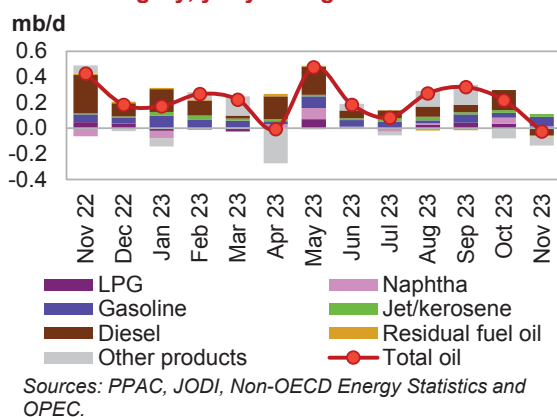 mb/d
0.6
0.4
0.2
0.0
-0.2
-0.4
Nov 22
Dec 22
Jan 23
Feb 23
Mar 23
Apr 23
May 23
Jun 23
Jul 23
Aug 23
Sep 23
Oct 23
Nov 23
LPG
Naphtha
Gasoline
Jet/kerosene
Diesel
Residual fuel oil
Other products
Total oil
Sources: PPAC, JODI, Non-OECD Energy Statistics and
OPEC.